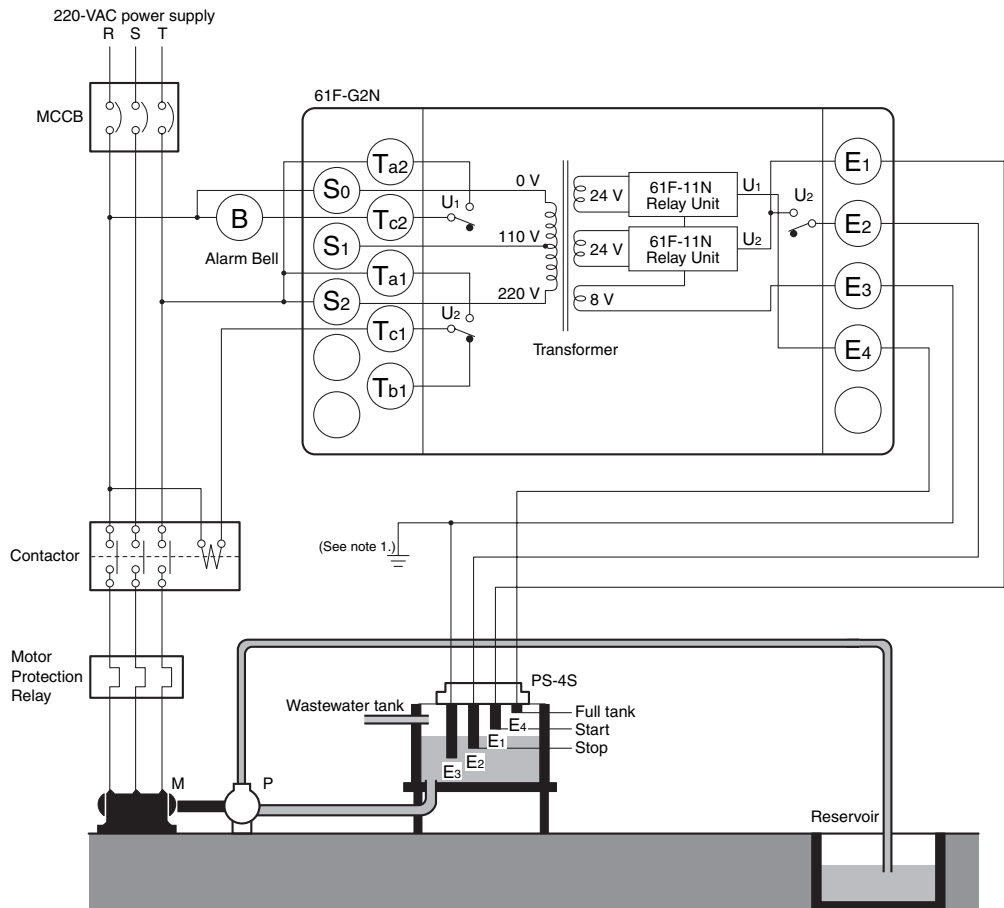 220-VAC power supply
R S T
MCCB
61F-G2N
Ta2
S0
B
Tc2
S1
Ta1
S2
Tc1
Tb1
Alarm Bell
U1
U2
0 V
110 V
220 V
24 V
24 V
8 V
Transformer
61F-11N
Relay Unit
U1
61F-11N
Relay Unit
U2
U2
E1
E2
E3
E4
Contactor
(See note 1.)
Motor
Protection
Relay
PS-4S
Wastewater tank
Full tank
Start
Stop
E4
E1
E2
E3
M
P
Reservoir